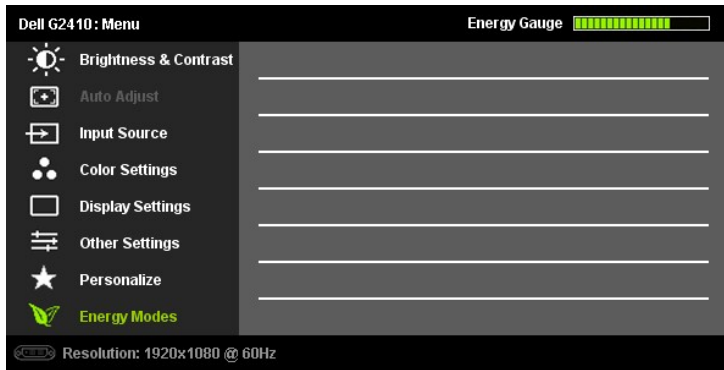 Dell G2410: Menu
Energy Gauge
Brightness & Contrast
Auto Adjust
Input Source
Color Settings
Display Settings
Other Settings
Personalize
Energy Modes
Resolution: 1920x1080 @ 60Hz